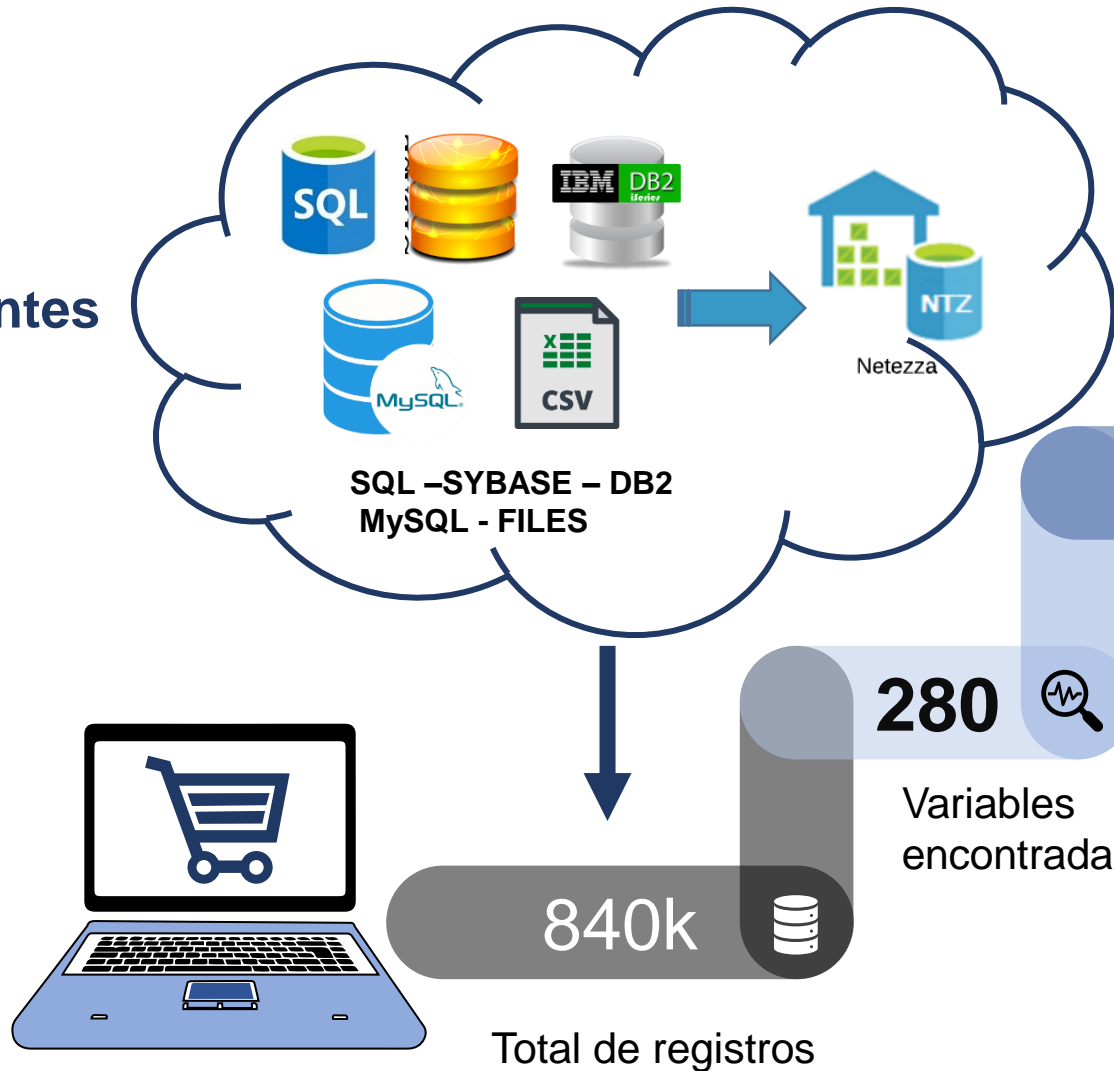 SQL
IBM DB2
iSeries
NTZ
Netezza
ntes
MySQL
X
CSV
SQL –SYBASE – DB2
MySQL - FILES
280
Variables
encontrada
840k
Total de registros